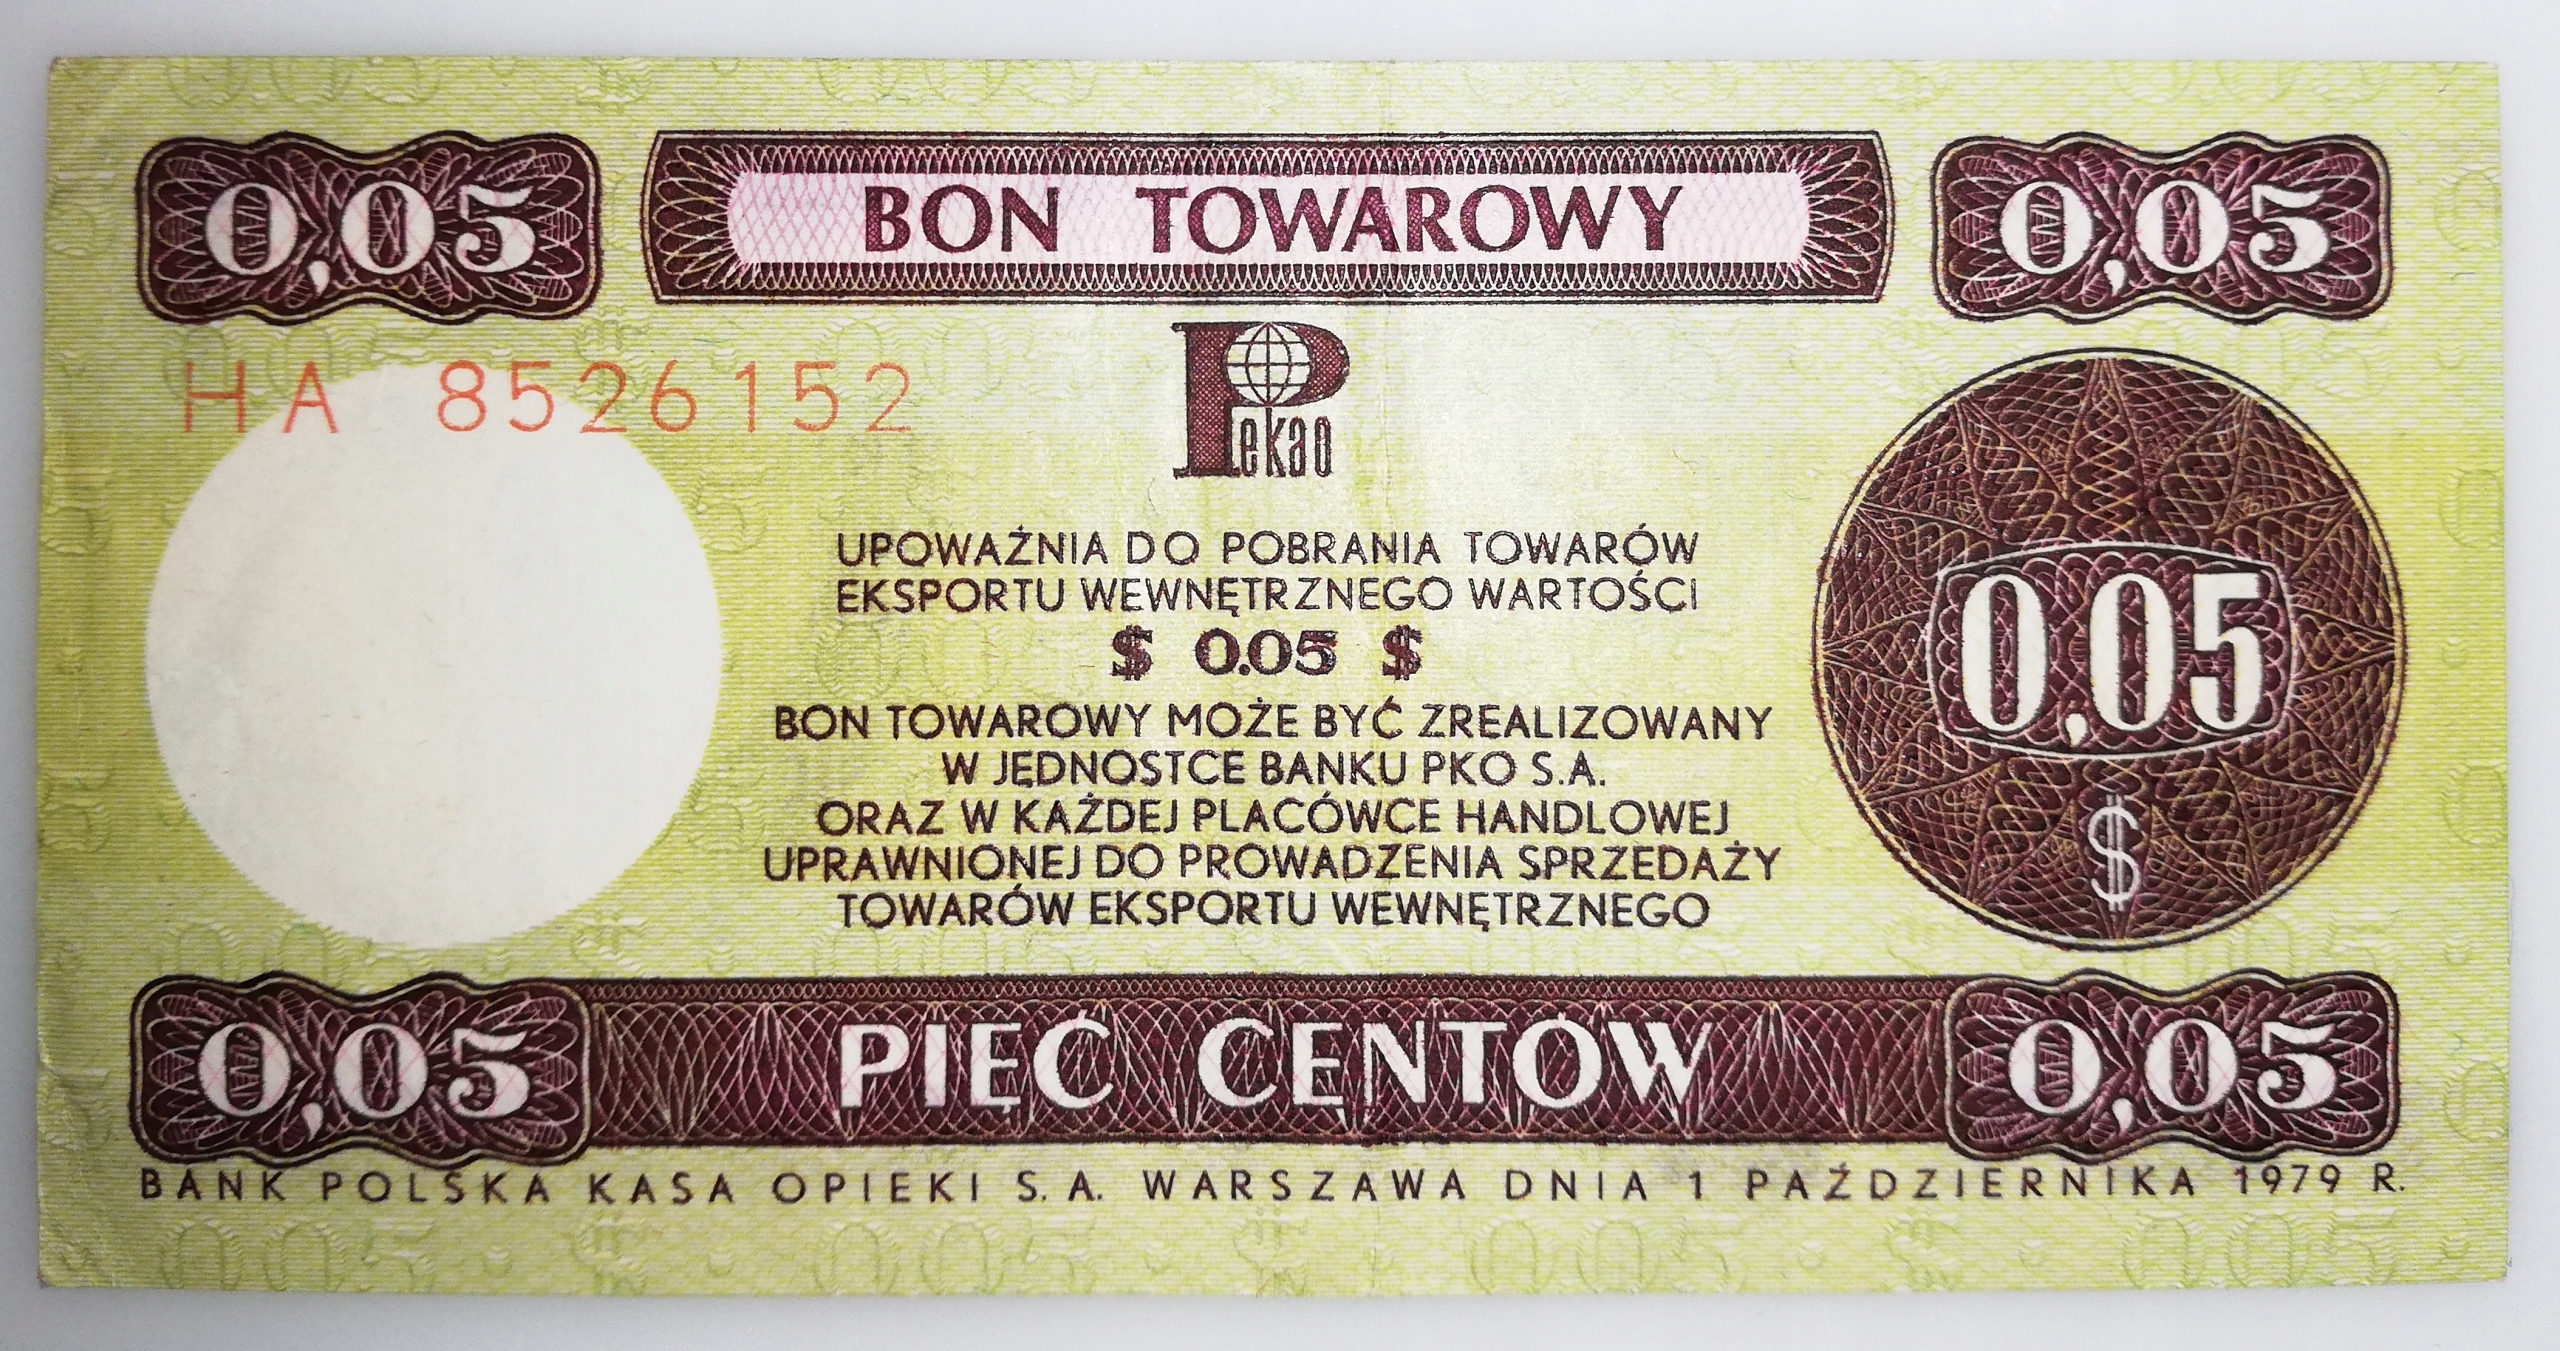 0,05 BON TOWAROWY 0,05
HA 8526152
Pekao
UPOWAŻNIA DO POBRANIA TOWARÓW
EKSPORTU WEWNĘTRZNEGO WARTOŚCI
$ 0.05 $
0,05
BON TOWAROWY MOŻE BYĆ ZREALIZOWANY
W JEDNOSTCE BANKU PKO S.A.
ORAZ W KAŻDEJ PLACÓWCE HANDLOWEJ
$
UPRAWNIONEJ DO PROWADZENIA SPRZEDAŻY
TOWARÓW EKSPORTU WEWNĘTRZNEGO
0,05 PIĘĆ CENTÓW 0,05
BANK POLSKA KASA OPIEKI S. A. WARSZAWA DNIA 1 PAŹDZIERNIKA 1979 R.